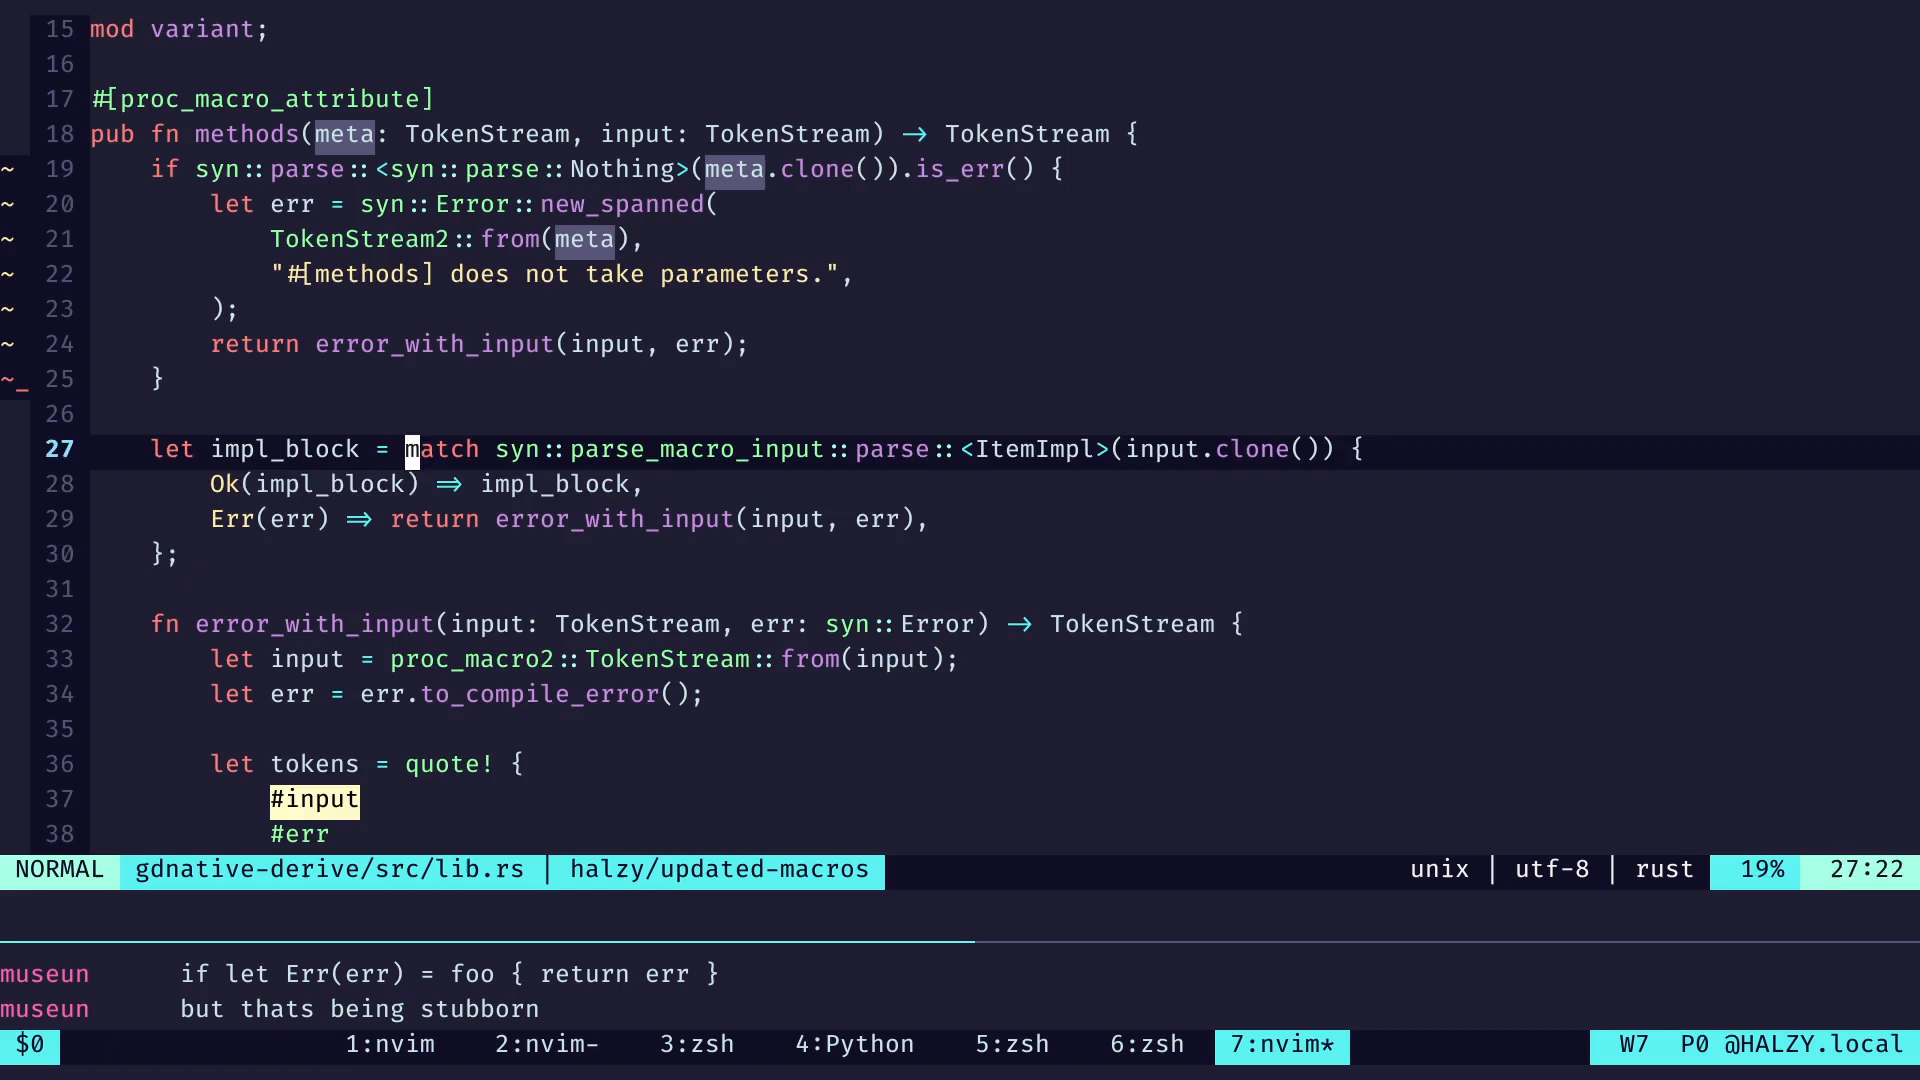 15 mod variant;
16
17 #[proc_macro_attribute]
18 pub fn methods(meta: TokenStream, input: TokenStream) -> TokenStream {
~ 19     if syn::parse::<syn::parse::Nothing>(meta.clone()).is_err() {
~ 20         let err = syn::Error::new_spanned(
~ 21             TokenStream2::from(meta),
~ 22             "#[methods] does not take parameters.",
~ 23         );
~ 24         return error_with_input(input, err);
~_ 25     }
26
27     let impl_block = match syn::parse_macro_input::parse::<ItemImpl>(input.clone()) {
28         Ok(impl_block) => impl_block,
29         Err(err) => return error_with_input(input, err),
30     };
31
32     fn error_with_input(input: TokenStream, err: syn::Error) -> TokenStream {
33         let input = proc_macro2::TokenStream::from(input);
34         let err = err.to_compile_error();
35
36         let tokens = quote! {
37             #input
38             #err
NORMAL gdnative-derive/src/lib.rs | halzy/updated-macros unix | utf-8 | rust 19% 27:22
museun if let Err(err) = foo { return err }
museun but thats being stubborn
$0 1:nvim 2:nvim- 3:zsh 4:Python 5:zsh 6:zsh 7:nvim* W7 P0 @HALZY.local